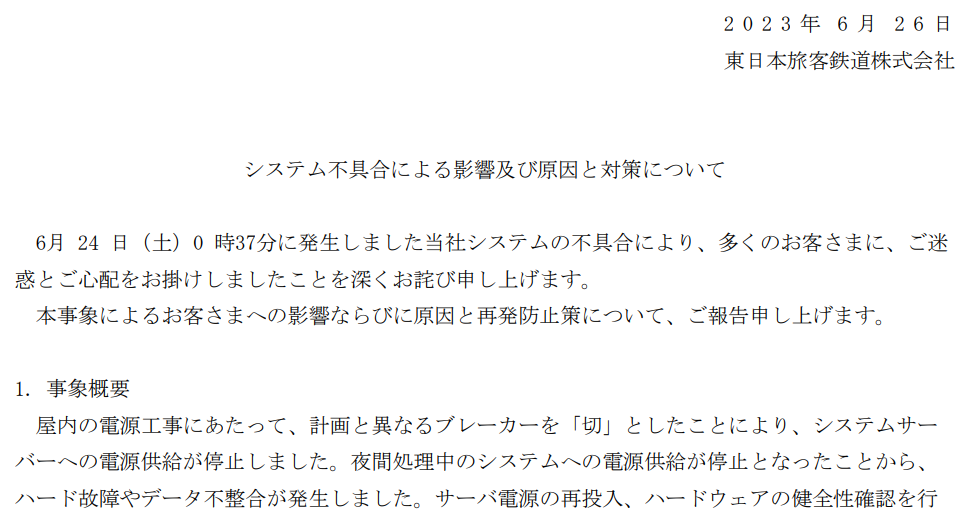 2023年 6月 26日
東日本旅客鉄道株式会社
システム不具合による影響及び原因と対策について
6月 24 日（土）0 時37分に発生しました当社システムの不具合により、多くのお客さまに、ご迷
惑とご心配をお掛けしましたことを深くお詫び申し上げます。
本事象によるお客さまへの影響ならびに原因と再発防止策について、ご報告申し上げます。
1. 事象概要
屋内の電源工事にあたって、計画と異なるブレーカーを「切」としたことにより、システムサー
バーへの電源供給が停止しました。夜間処理中のシステムへの電源供給が停止となったことから、
ハード故障やデータ不整合が発生しました。サーバ電源の再投入、ハードウェアの健全性確認を行